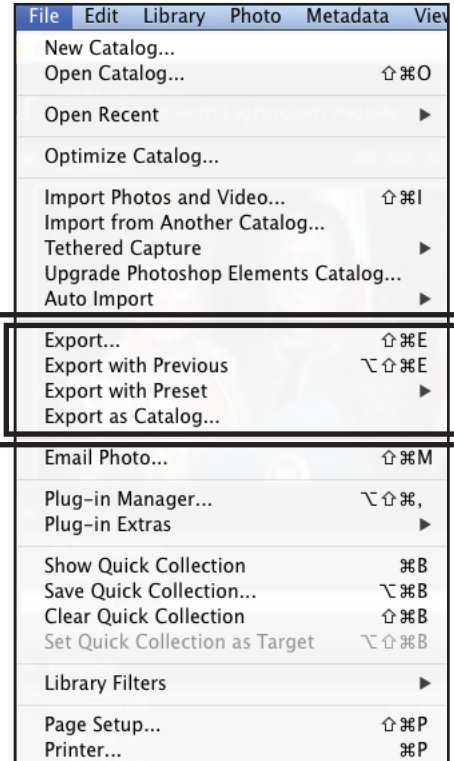 File Edit Library Photo Metadata View
New Catalog...
Open Catalog... ⇧⌘O
Open Recent ▶
Optimize Catalog...
Import Photos and Video... ⇧⌘I
Import from Another Catalog...
Tethered Capture ▶
Upgrade Photoshop Elements Catalog...
Auto Import ▶
Export... ⇧⌘E
Export with Previous ⌥⇧⌘E
Export with Preset ▶
Export as Catalog...
Email Photo... ⇧⌘M
Plug-in Manager... ⌥⇧⌘,
Plug-in Extras ▶
Show Quick Collection ⌘B
Save Quick Collection... ⌥⌘B
Clear Quick Collection ⇧⌘B
Set Quick Collection as Target ⌥⇧⌘B
Library Filters ▶
Page Setup... ⇧⌘P
Printer... ⌘P